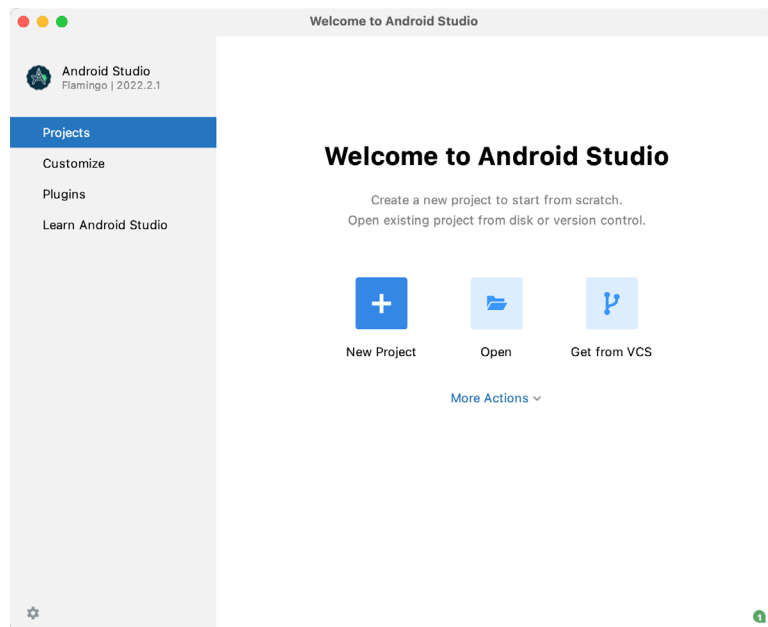 Welcome to Android Studio
Android Studio
Flamingo | 2022.2.1
Projects
Customize
Plugins
Learn Android Studio
Welcome to Android Studio
Create a new project to start from scratch.
Open existing project from disk or version control.
New Project
Open
Get from VCS
More Actions
1